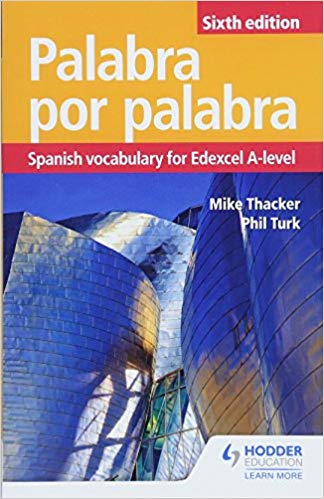 Sixth edition
Palabra
por palabra
Spanish vocabulary for Edexcel A-level
Mike Thacker
Phil Turk
HODDER
EDUCATION
LEARN MORE